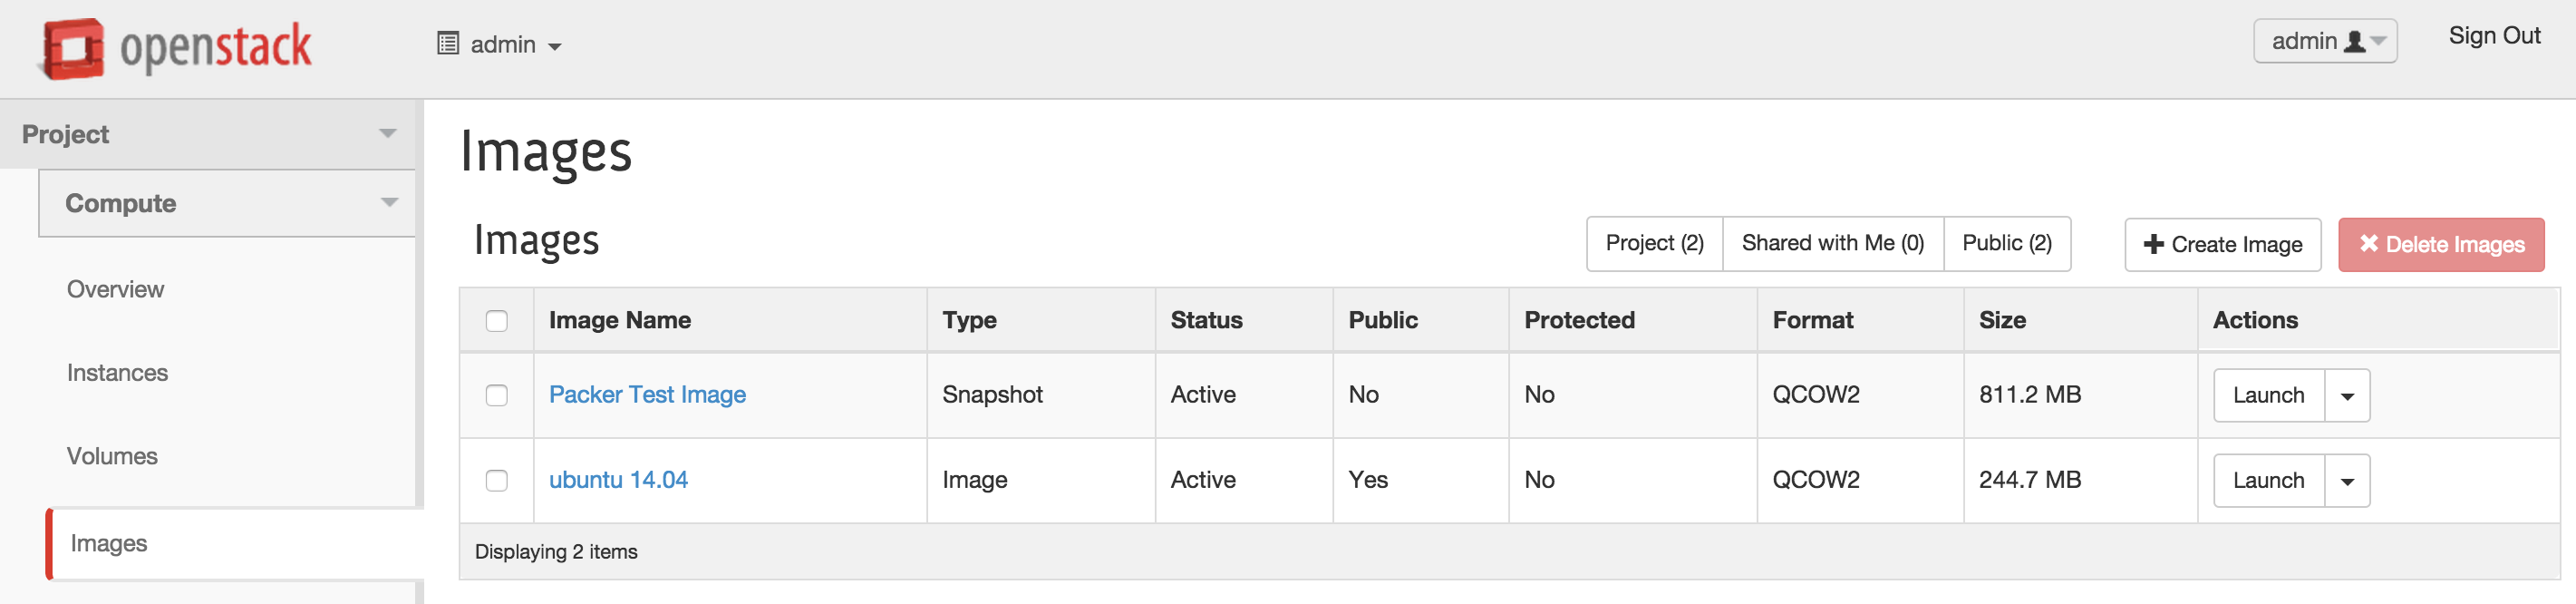 openstack
admin
admin
Sign Out
Project
Compute
Overview
Instances
Volumes
Images
Images
Images
Project (2) Shared with Me (0) Public (2) Create Image Delete Images
Image Name Type Status Public Protected Format Size Actions
Packer Test Image Snapshot Active No No QCOW2 811.2 MB Launch
ubuntu 14.04 Image Active Yes No QCOW2 244.7 MB Launch
Displaying 2 items